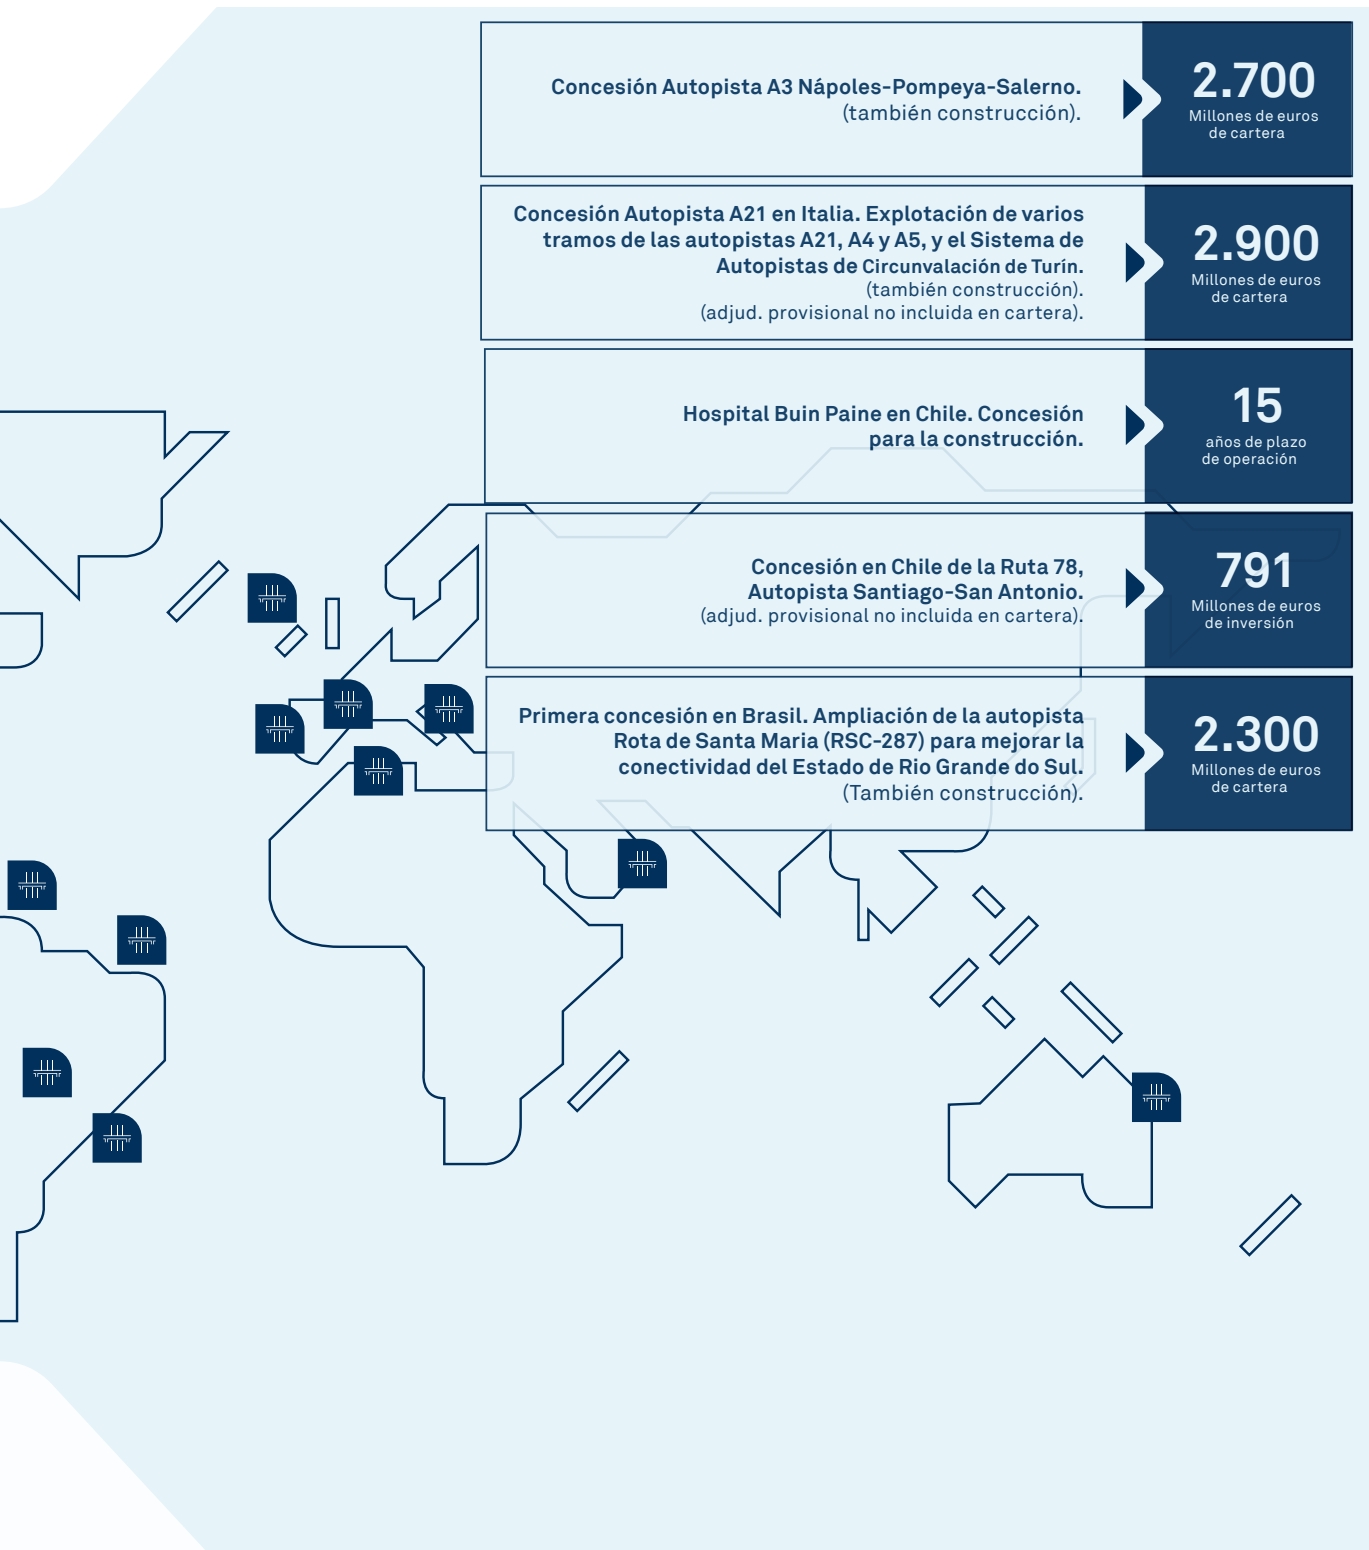 Concesión Autopista A3 Nápoles-Pompeya-Salerno.
(también construcción).
2.700
Millones de euros
de cartera
Concesión Autopista A21 en Italia. Explotación de varios
tramos de las autopistas A21, A4 y A5, y el Sistema de
Autopistas de Circunvalación de Turín.
(también construcción).
(adjud. provisional no incluida en cartera).
2.900
Millones de euros
de cartera
Hospital Buin Paine en Chile. Concesión
para la construcción.
15
años de plazo
de operación
Concesión en Chile de la Ruta 78,
Autopista Santiago-San Antonio.
(adjud. provisional no incluida en cartera).
791
Millones de euros
de inversión
Primera concesión en Brasil. Ampliación de la autopista
Rota de Santa Maria (RSC-287) para mejorar la
conectividad del Estado de Rio Grande do Sul.
(También construcción).
2.300
Millones de euros
de cartera